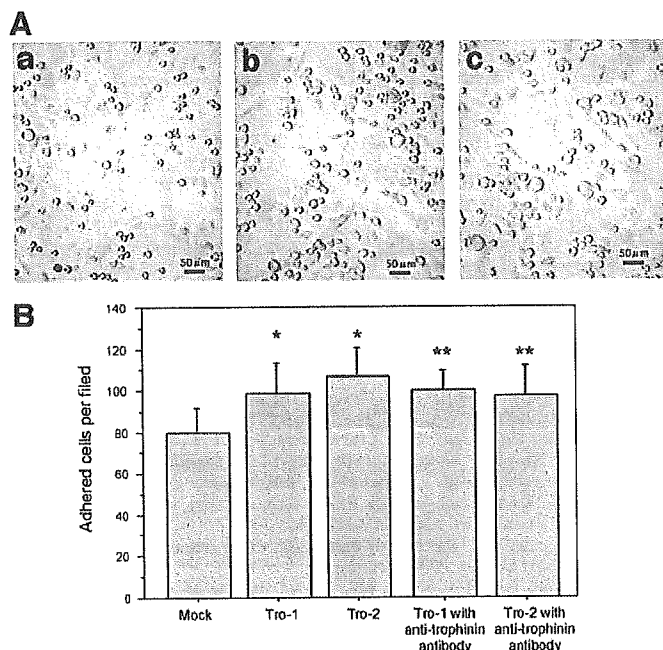 A
a b c
50 µm 50 µm 50 µm
B
140
120
100
80
60
40
20
0
Adhered cells per filed
* * ** **
Mock Tro-1 Tro-2 Tro-1 with anti-trophinin antibody Tro-2 with anti-trophinin antibody